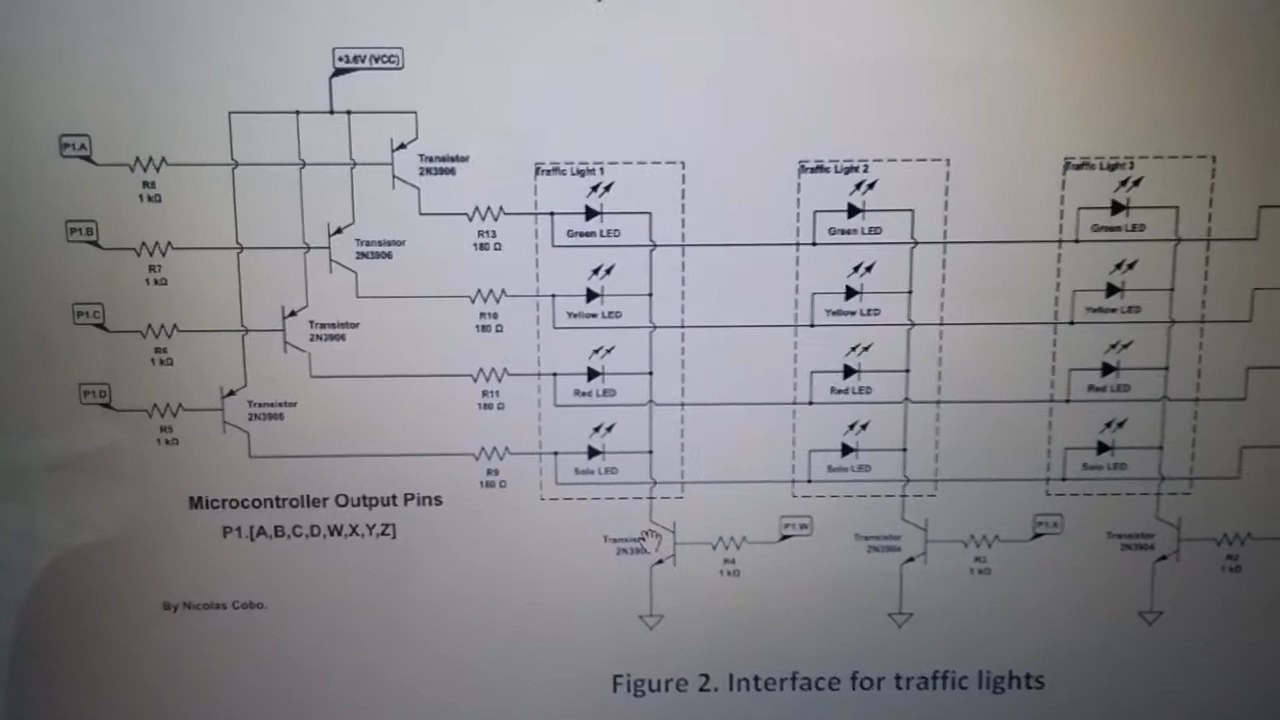 +3.6V (VCC)
P1.A
R8
1 kΩ
Transistor
2N3906
P1.B
R7
1 kΩ
Transistor
2N3906
P1.C
R6
1 kΩ
Transistor
2N3906
P1.D
R5
1 kΩ
Transistor
2N3906
R13
180 Ω
R10
180 Ω
R11
180 Ω
R9
180 Ω
Traffic Light 1
Green LED
Yellow LED
Red LED
Solo LED
Traffic Light 2
Green LED
Yellow LED
Red LED
Solo LED
Traffic Light 3
Green LED
Yellow LED
Red LED
Solo LED
P1.W
R4
1 kΩ
Transistor
2N3904
P1.X
R3
1 kΩ
Transistor
2N3904
R2
1 kΩ
Microcontroller Output Pins
P1.[A,B,C,D,W,X,Y,Z]
By Nicolas Cobo.
Figure 2. Interface for traffic lights